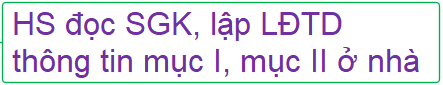 HS đọc SGK, lập LĐTD
thông tin mục I, mục II ở nhà